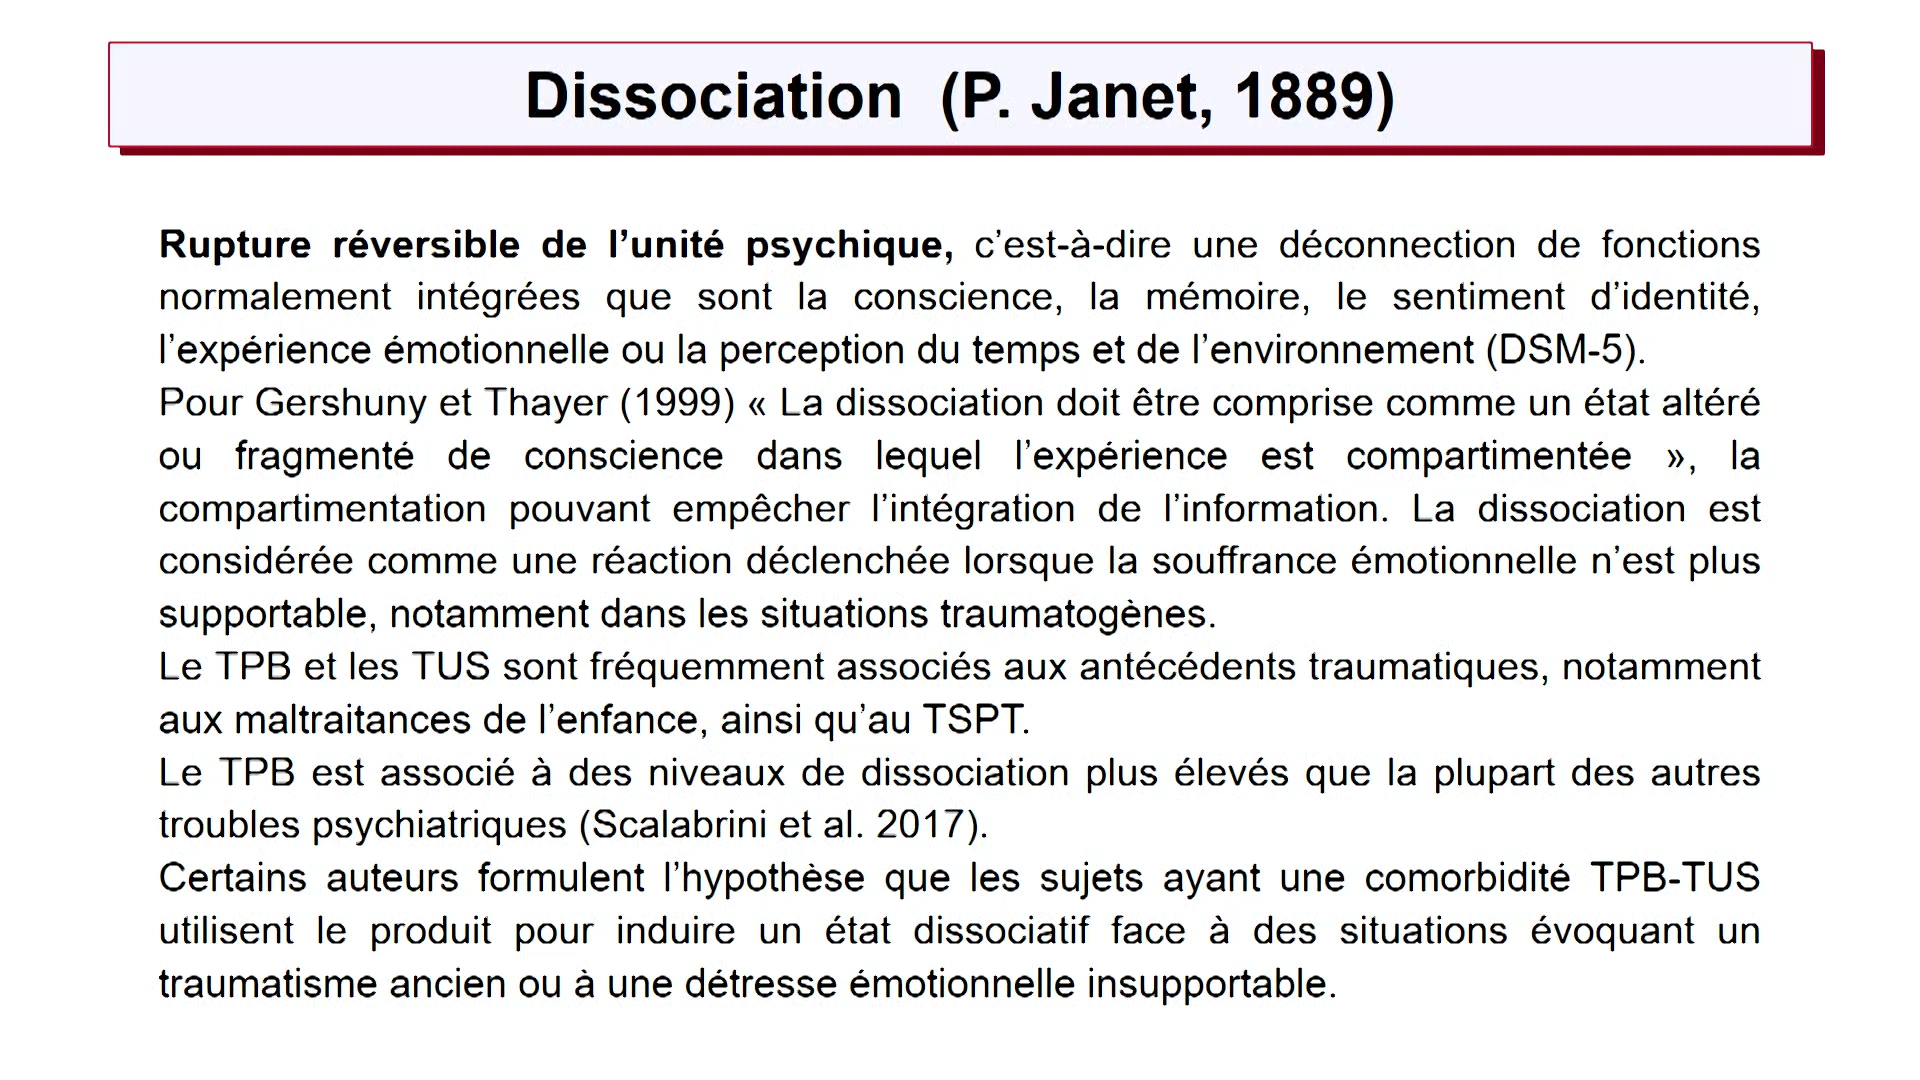 Dissociation (P. Janet, 1889)
Rupture réversible de l’unité psychique, c’est-à-dire une déconnection de fonctions
normalement intégrées que sont la conscience, la mémoire, le sentiment d’identité,
l’expérience émotionnelle ou la perception du temps et de l’environnement (DSM-5).
Pour Gershuny et Thayer (1999) « La dissociation doit être comprise comme un état altéré
ou fragmenté de conscience dans lequel l’expérience est compartimentée », la
compartimentation pouvant empêcher l’intégration de l’information. La dissociation est
considérée comme une réaction déclenchée lorsque la souffrance émotionnelle n’est plus
supportable, notamment dans les situations traumatogènes.
Le TPB et les TUS sont fréquemment associés aux antécédents traumatiques, notamment
aux maltraitances de l’enfance, ainsi qu’au TSPT.
Le TPB est associé à des niveaux de dissociation plus élevés que la plupart des autres
troubles psychiatriques (Scalabrini et al. 2017).
Certains auteurs formulent l’hypothèse que les sujets ayant une comorbidité TPB-TUS
utilisent le produit pour induire un état dissociatif face à des situations évoquant un
traumatisme ancien ou à une détresse émotionnelle insupportable.